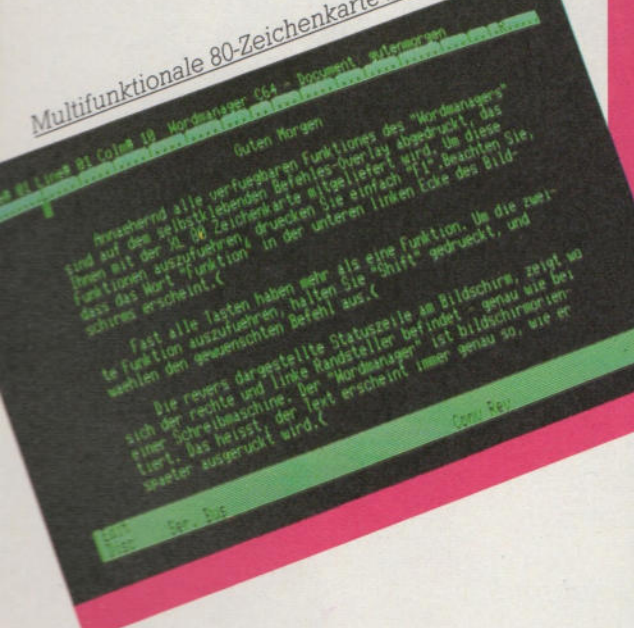 Multifunktionale 80-Zeichenkarte
Line# 01 Colm# 10 Wordmanager C64 - Document gutenmorgen
Guten Morgen
Annaehernd alle verfuegbaren Funktiones des "Wordmanagers"
sind auf dem selbstklebenden Befehles-Overlay abgedruckt, das
Ihnen mit der XL 80 Zeichenkarte mitgeliefert wird. Um diese
Funktionen auszufuehren, druecken Sie einfach "f1". Beachten Sie,
dass das Wort "Funktion" in der unteren linken Ecke des Bild-
schirms erscheint.(
Fast alle Tasten haben mehr als eine Funktion. Um die zwei-
te Funktion auszufuehren, halten Sie "Shift" gedrueckt, und
waehlen den gewuenschten Befehl aus.(
Die revers dargestellte Statuszeile am Bildschirm, zeigt wo
sich der rechte und linke Randsteller befindet - genau wie bei
einer Schreibmaschine. Der "Wordmanager" ist bildschirmorien-
tiert. Das heisst, der Text erscheint immer genau so, wie er
spaeter ausgeruckt wird.(
Edit Conv Rev
Disc Ser. Bus